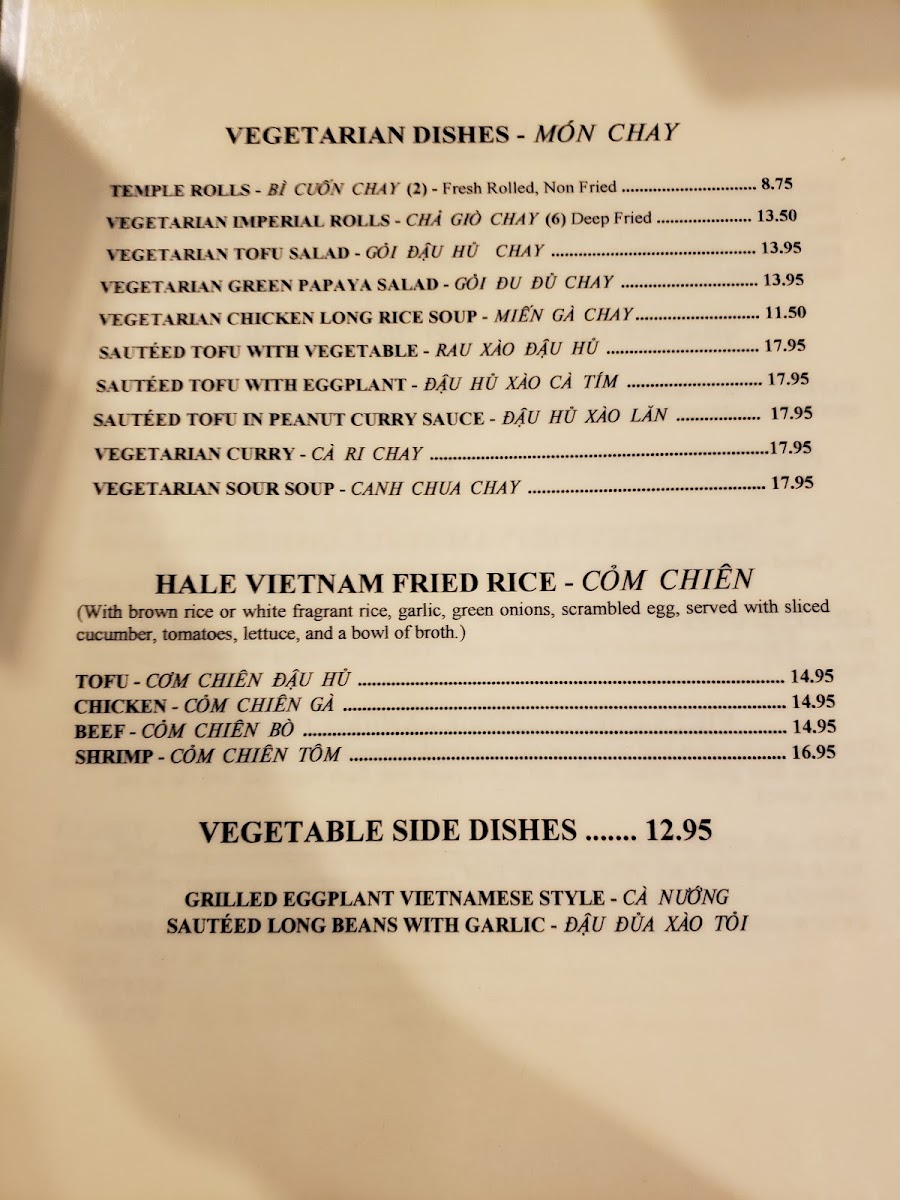 VEGETARIAN DISHES - MÓN CHAY
TEMPLE ROLLS - BÌ CUỐN CHAY (2) - Fresh Rolled, Non Fried .............................. 8.75
VEGETARIAN IMPERIAL ROLLS - CHẢ GIÒ CHAY (6) Deep Fried ..................... 13.50
VEGETARIAN TOFU SALAD - GỎI ĐẬU HỦ CHAY .............................................. 13.95
VEGETARIAN GREEN PAPAYA SALAD - GỎI ĐU ĐỦ CHAY .............................. 13.95
VEGETARIAN CHICKEN LONG RICE SOUP - MIẾN GÀ CHAY........................... 11.50
SAUTÉED TOFU WITH VEGETABLE - RAU XÀO ĐẬU HỦ .................................. 17.95
SAUTÉED TOFU WITH EGGPLANT - ĐẬU HỦ XÀO CÀ TÍM .............................. 17.95
SAUTÉED TOFU IN PEANUT CURRY SAUCE - ĐẬU HỦ XÀO LĂN .................. 17.95
VEGETARIAN CURRY - CÀ RI CHAY ..........................................................................17.95
VEGETARIAN SOUR SOUP - CANH CHUA CHAY .................................................... 17.95
HALE VIETNAM FRIED RICE - CỎM CHIÊN
(With brown rice or white fragrant rice, garlic, green onions, scrambled egg, served with sliced
cucumber, tomatoes, lettuce, and a bowl of broth.)
TOFU - CƠM CHIÊN ĐẬU HỦ ............................................................................................ 14.95
CHICKEN - CỎM CHIÊN GÀ ............................................................................................... 14.95
BEEF - CỎM CHIÊN BÒ ........................................................................................................ 14.95
SHRIMP - CỎM CHIÊN TÔM .............................................................................................. 16.95
VEGETABLE SIDE DISHES ....... 12.95
GRILLED EGGPLANT VIETNAMESE STYLE - CÀ NƯỚNG
SAUTÉED LONG BEANS WITH GARLIC - ĐẬU ĐỦA XÀO TỎI